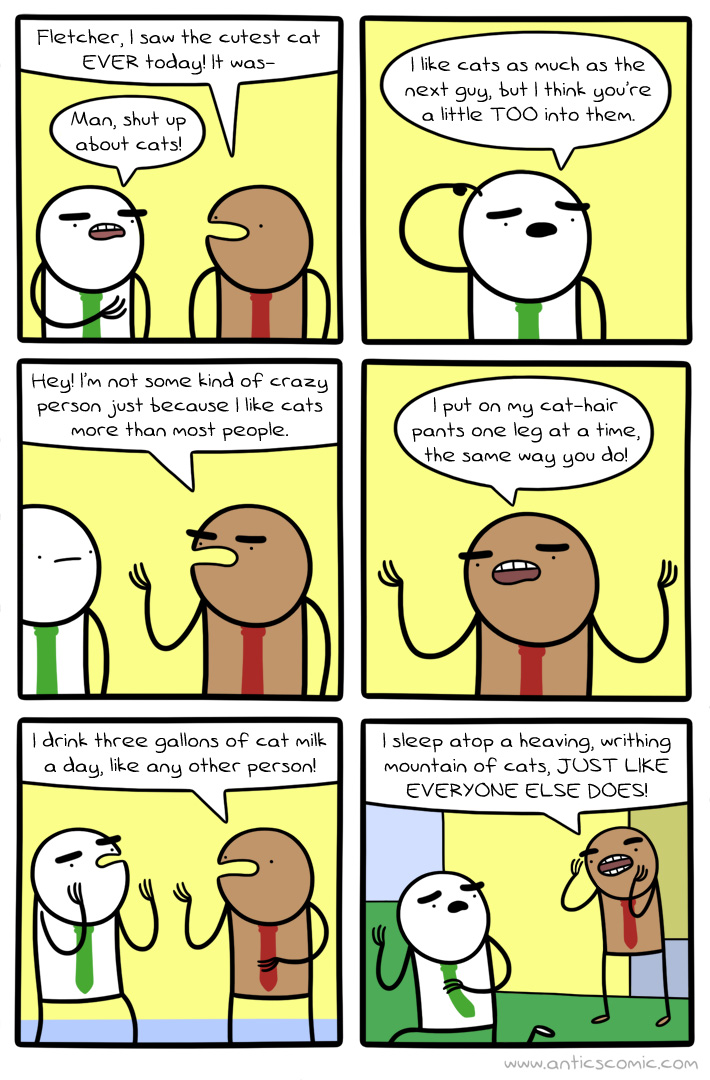 Fletcher, I saw the cutest cat
EVER today! It was-
Man, shut up
about cats!
I like cats as much as the
next guy, but I think you're
a little TOO into them.
Hey! I'm not some kind of crazy
person just because I like cats
more than most people.
I put on my cat-hair
pants one leg at a time,
the same way you do!
I drink three gallons of cat milk
a day, like any other person!
I sleep atop a heaving, writhing
mountain of cats, JUST LIKE
EVERYONE ELSE DOES!
www.anticscomic.com